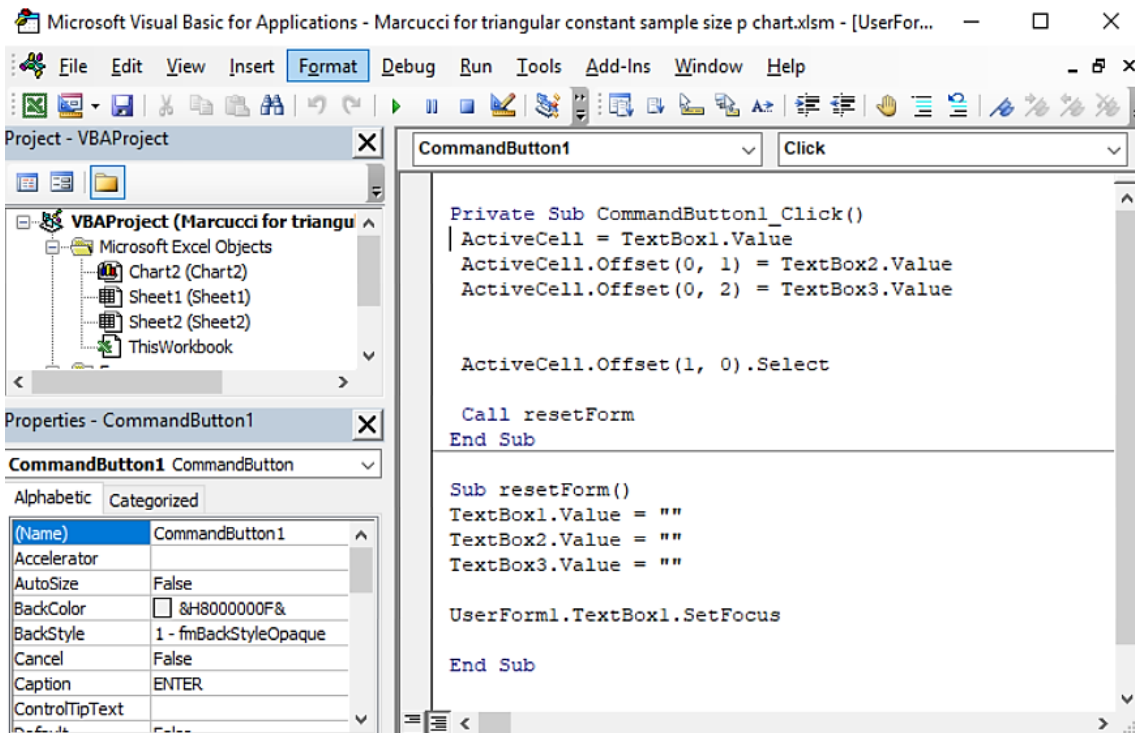 Microsoft Visual Basic for Applications - Marcucci for triangular constant sample size p chart.xlsm - [UserFor...
File Edit View Insert Format Debug Run Tools Add-Ins Window Help
Project - VBAProject
VBAProject (Marcucci for triangul
Microsoft Excel Objects
Chart2 (Chart2)
Sheet1 (Sheet1)
Sheet2 (Sheet2)
ThisWorkbook
Properties - CommandButton1
CommandButton1 CommandButton
Alphabetic Categorized
(Name) CommandButton1
Accelerator
AutoSize False
BackColor &H8000000F&
BackStyle 1 - fmBackStyleOpaque
Cancel False
Caption ENTER
ControlTipText
CommandButton1 Click
Private Sub CommandButton1_Click()
ActiveCell = TextBox1.Value
ActiveCell.Offset(0, 1) = TextBox2.Value
ActiveCell.Offset(0, 2) = TextBox3.Value
ActiveCell.Offset(1, 0).Select
Call resetForm
End Sub
Sub resetForm()
TextBox1.Value = ""
TextBox2.Value = ""
TextBox3.Value = ""
UserForm1.TextBox1.SetFocus
End Sub